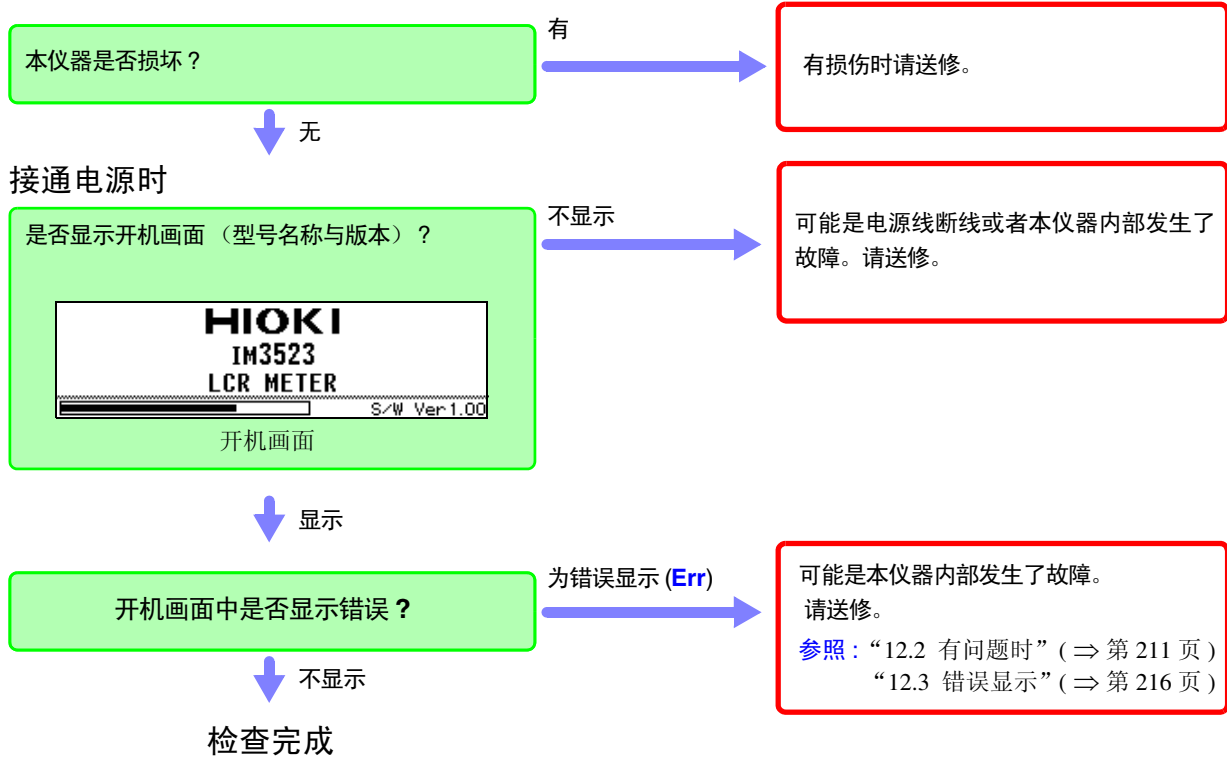 本仪器是否损坏？
有
有损伤时请送修。
无
接通电源时
是否显示开机画面 （型号名称与版本）？
不显示
可能是电源线断线或者本仪器内部发生了
故障。请送修。
HIOKI
IM3523
LCR METER
S/W Ver1.00
开机画面
显示
开机画面中是否显示错误？
为错误显示 (Err)
可能是本仪器内部发生了故障。
请送修。
参照：“12.2 有问题时” ( ⇒ 第 211 页 )
“12.3 错误显示” ( ⇒ 第 216 页 )
不显示
检查完成